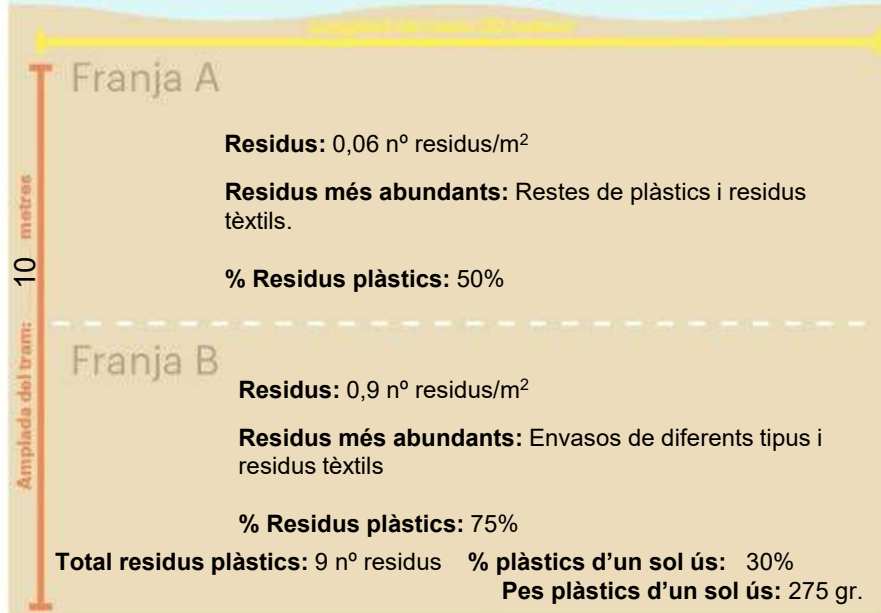 Franja A
Residus: 0,06 nº residus/m²
Residus més abundants: Restes de plàstics i residus
tèxtils.
% Residus plàstics: 50%
Amplada del tram: 10 metres
Franja B
Residus: 0,9 nº residus/m²
Residus més abundants: Envasos de diferents tipus i
residus tèxtils
% Residus plàstics: 75%
Total residus plàstics: 9 nº residus % plàstics d’un sol ús: 30%
Pes plàstics d’un sol ús: 275 gr.